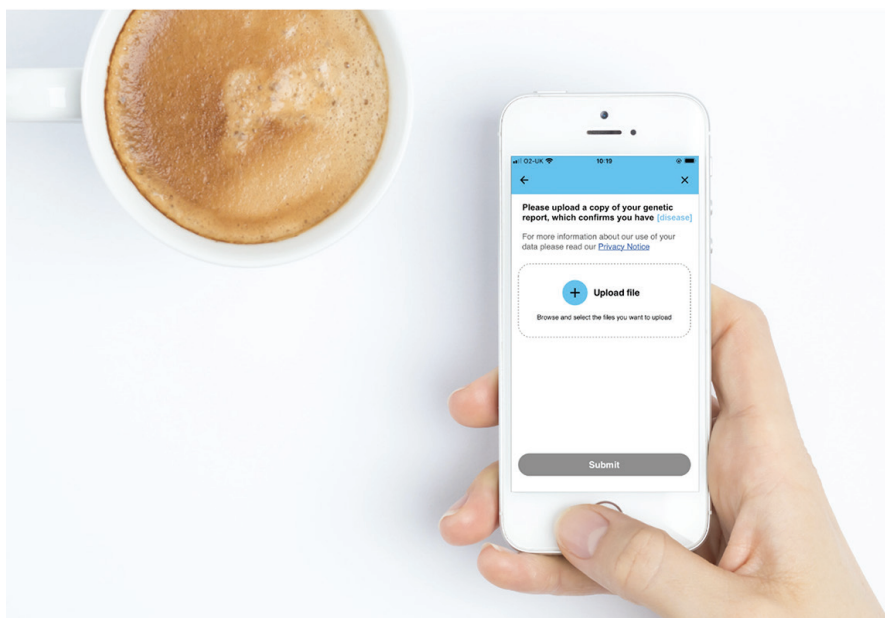 O2-UK 10:19
Please upload a copy of your genetic
report, which confirms you have [disease]
For more information about our use of your
data please read our Privacy Notice
Upload file
Browse and select the files you want to upload
Submit